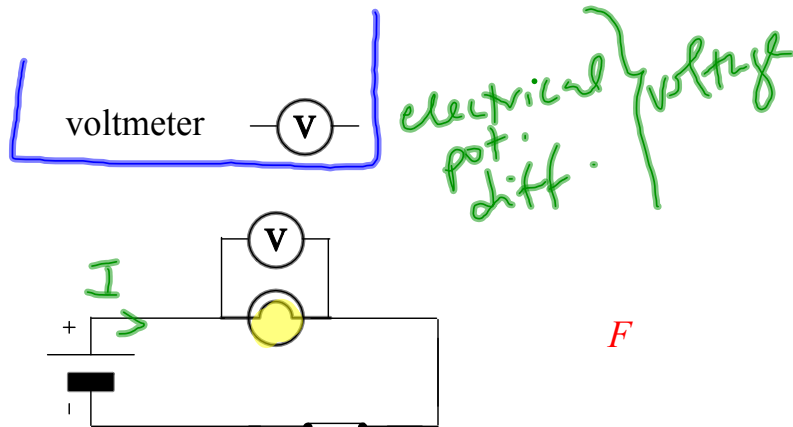 voltmeter V
electrical
pot.
diff.
voltage
V
I
+
F
-